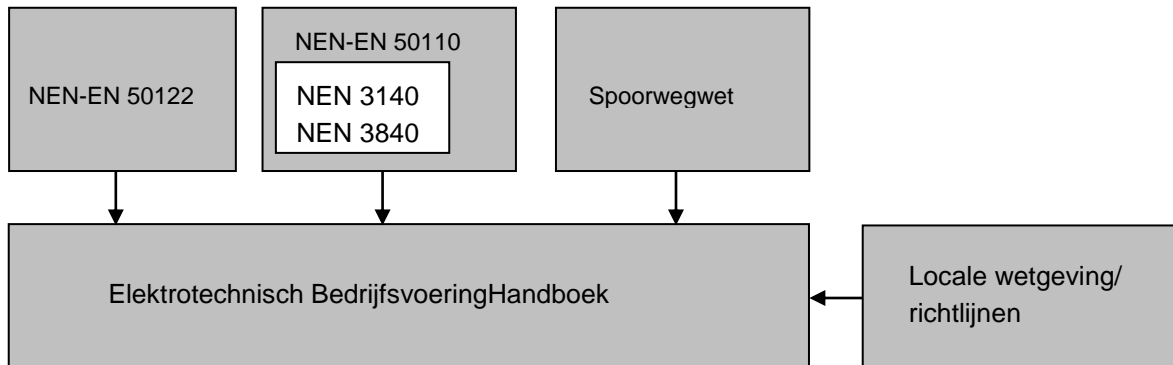 NEN-EN 50122
NEN-EN 50110
NEN 3140
NEN 3840
Spoorwegwet
Elektrotechnisch BedrijfsvoeringHandboek
Locale wetgeving/
richtlijnen